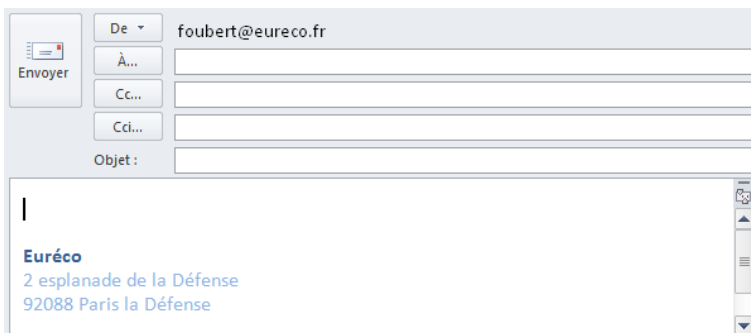 De
foubert@eureco.fr
Envoyer
À...
Cc...
Cci...
Objet :
Euréco
2 esplanade de la Défense
92088 Paris la Défense